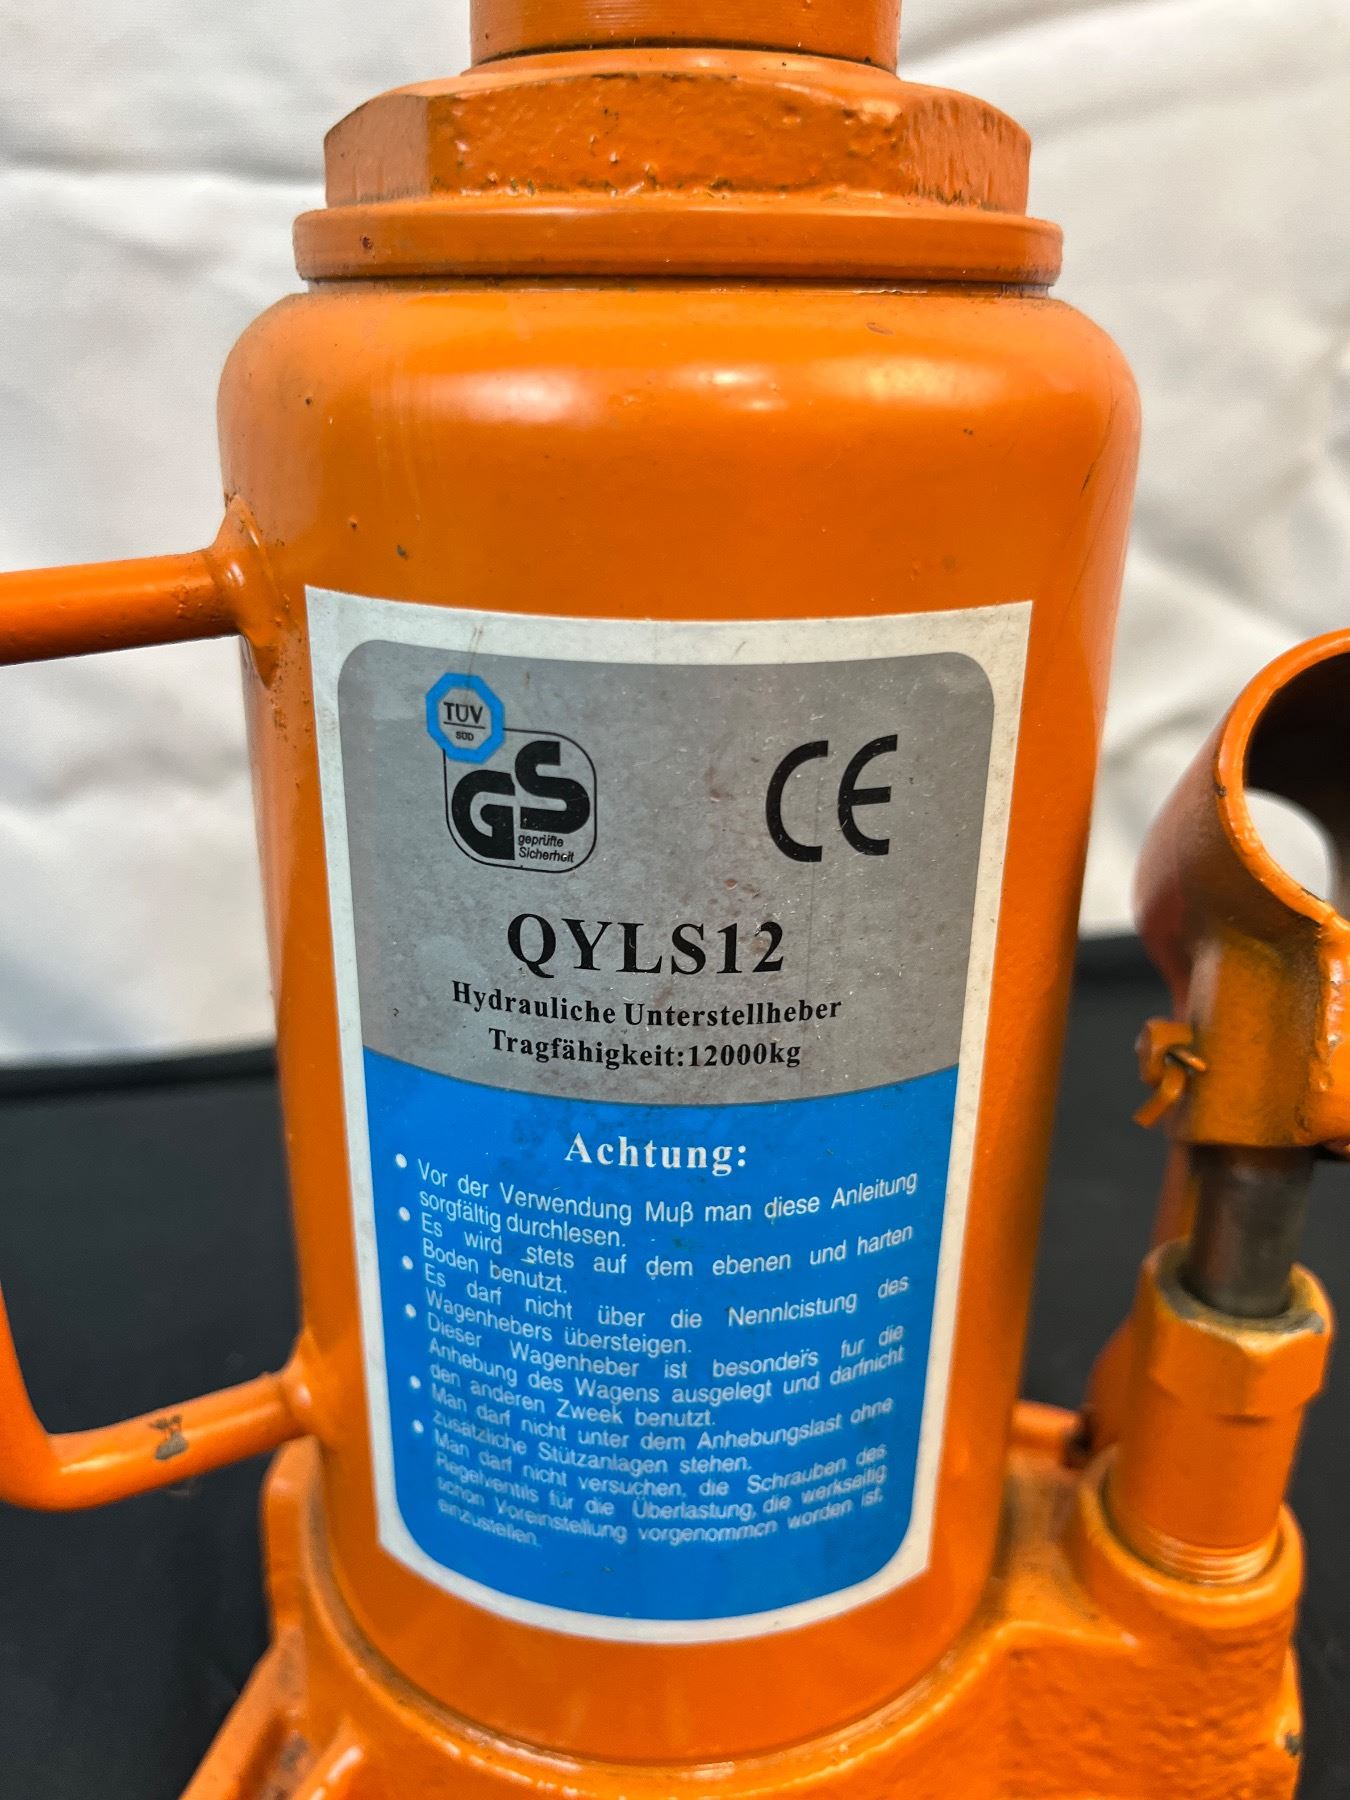 TÜV
SÜD
GS
geprüfte
Sicherheit
CE
QYLS12
Hydrauliche Unterstellheber
Tragfähigkeit:12000kg
Achtung:
• Vor der Verwendung Muβ man diese Anleitung
sorgfältig durchlesen.
• Es wird stets auf dem ebenen und harten
Boden benutzt.
• Es darf nicht über die Nennlcistung des
Wagenhebers übersteigen.
• Dieser Wagenheber ist besonders fur die
Anhebung des Wagens ausgelegt und darfnicht
den anderen Zweek benutzt.
• Man darf nicht unter dem Anhebungslast ohne
zusätzliche Stützanlagen stehen.
• Man darf nicht versuchen, die Schrauben des
Regelventils für die Überlastung, die werkseitig
schon Voreinstellung vorgenommcn worden ist,
einzustellen.